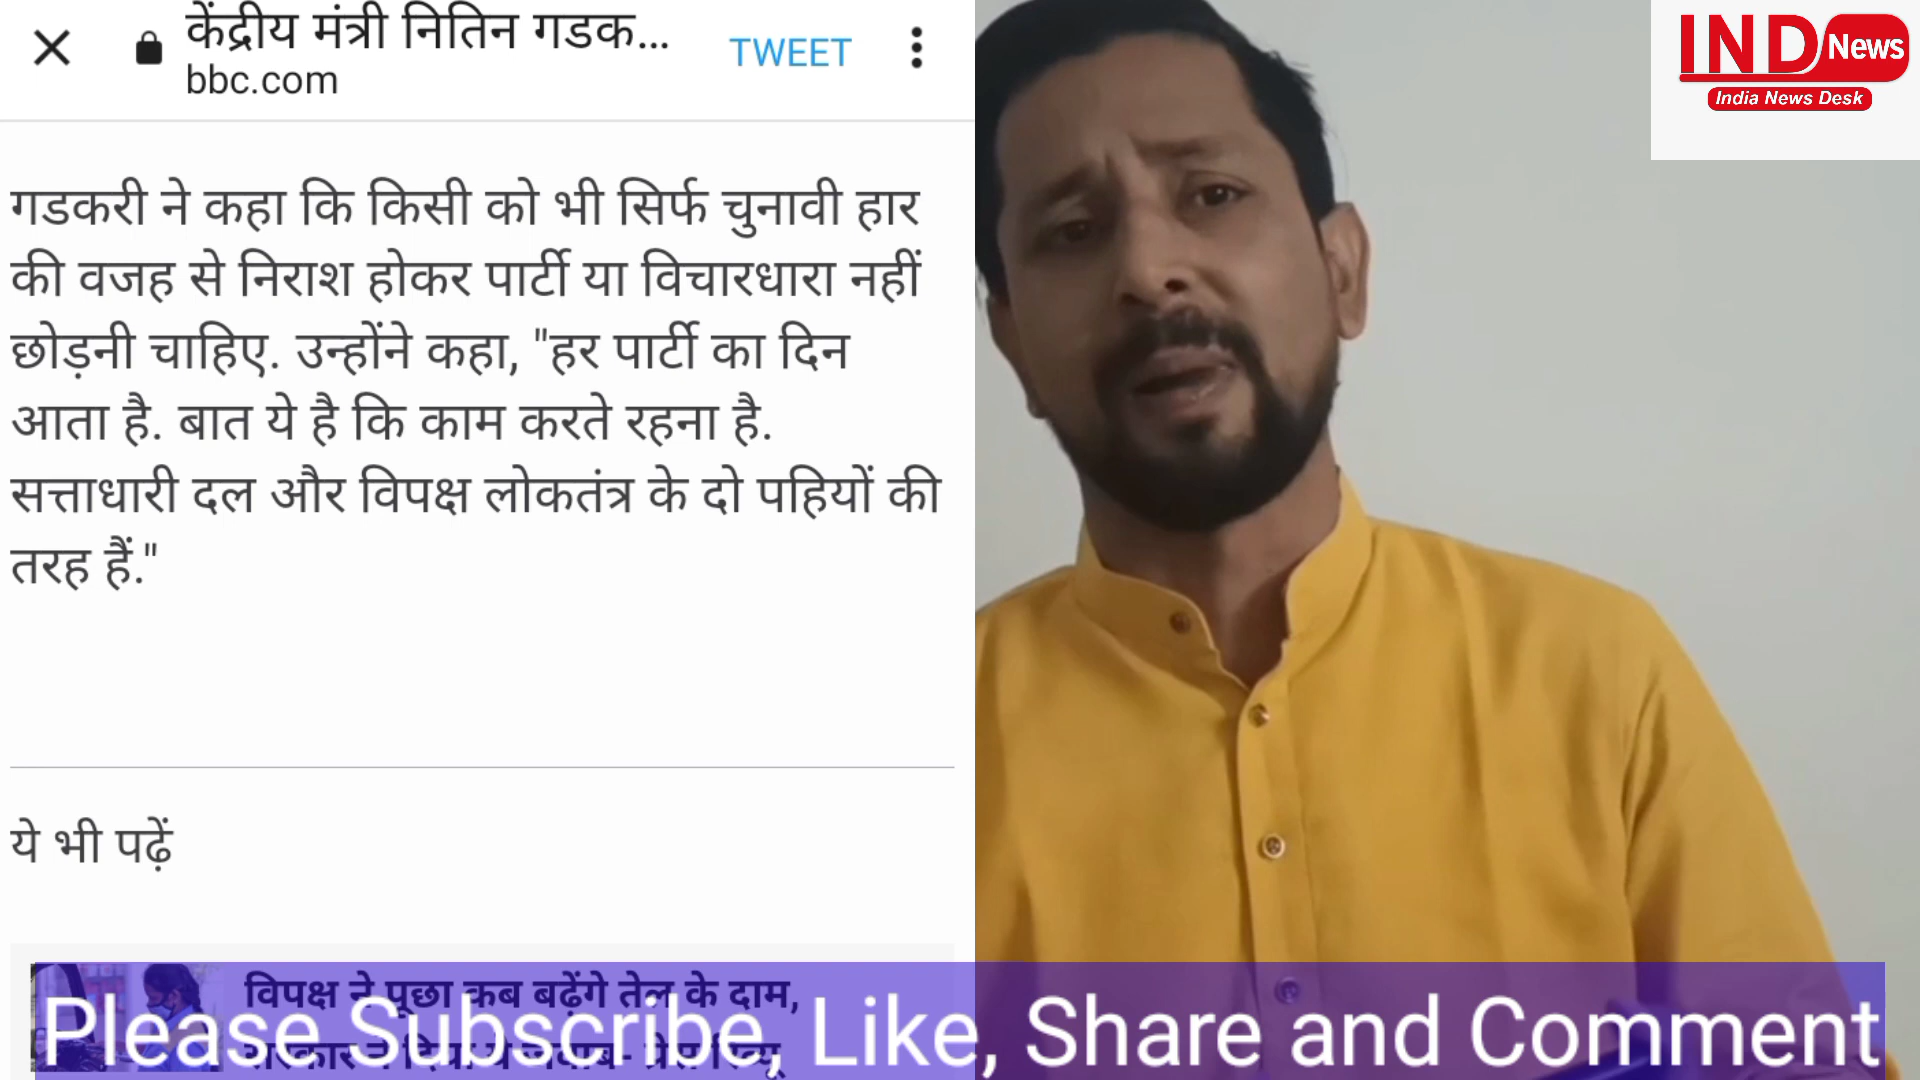 केंद्रीय मंत्री नितिन गडक...
TWEET
bbc.com
IND News
India News Desk
गडकरी ने कहा कि किसी को भी सिर्फ चुनावी हार
की वजह से निराश होकर पार्टी या विचारधारा नहीं
छोड़नी चाहिए. उन्होंने कहा, "हर पार्टी का दिन
आता है. बात ये है कि काम करते रहना है.
सत्ताधारी दल और विपक्ष लोकतंत्र के दो पहियों की
तरह हैं."
ये भी पढ़ें
विपक्ष ने पूछा कब बढ़ेंगे तेल के दाम,
सरकार ने दिया ये जवाब- प्रेस रिव्यू
Please Subscribe, Like, Share and Comment